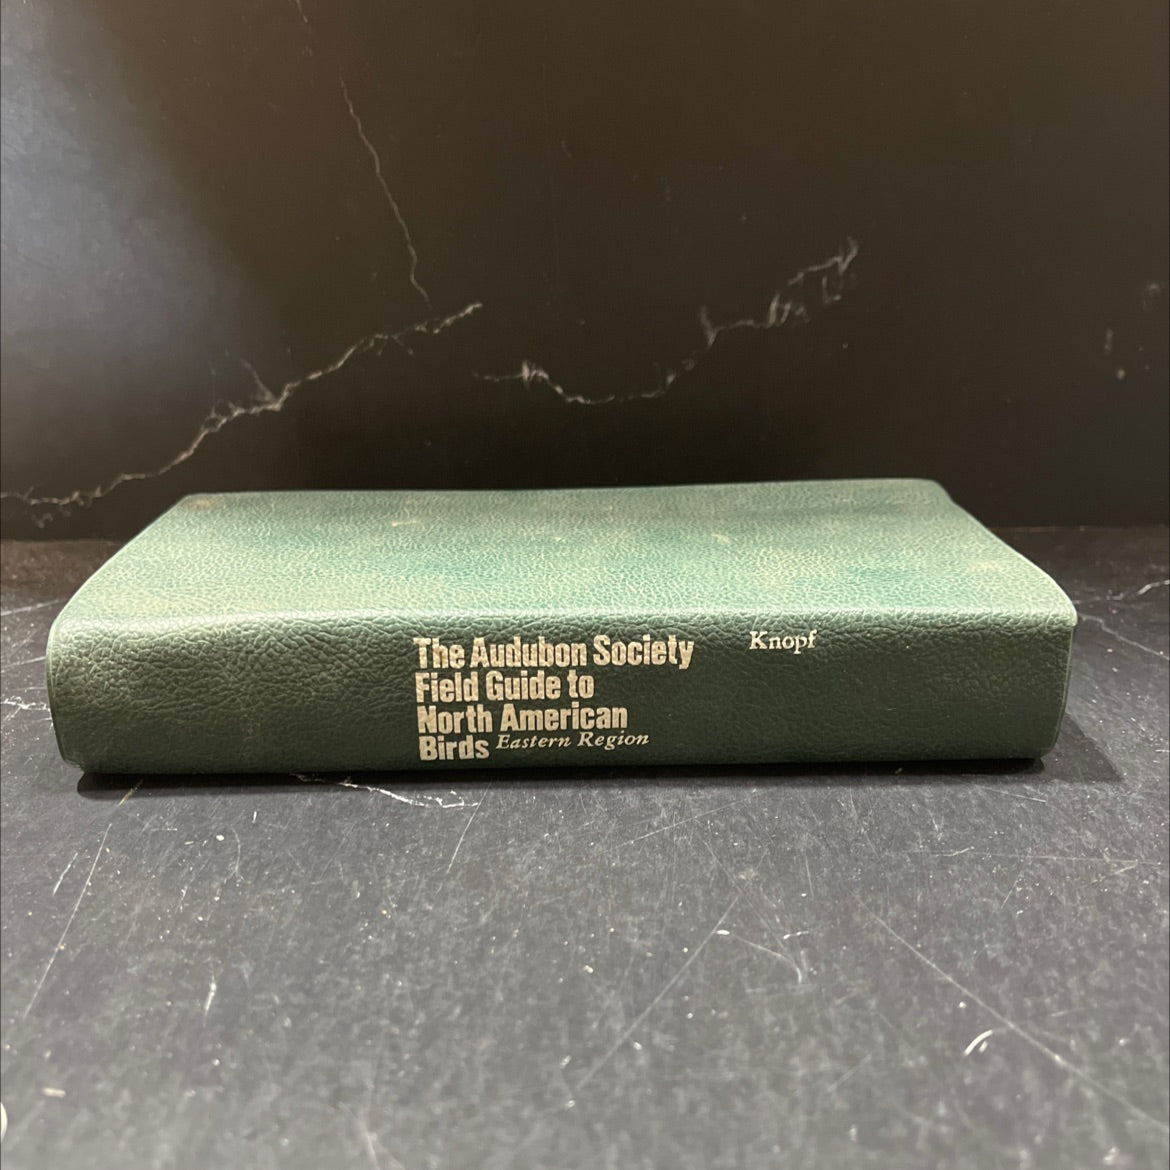 The Audubon Society
Field Guide to
North American
Birds Eastern Region
Knopf